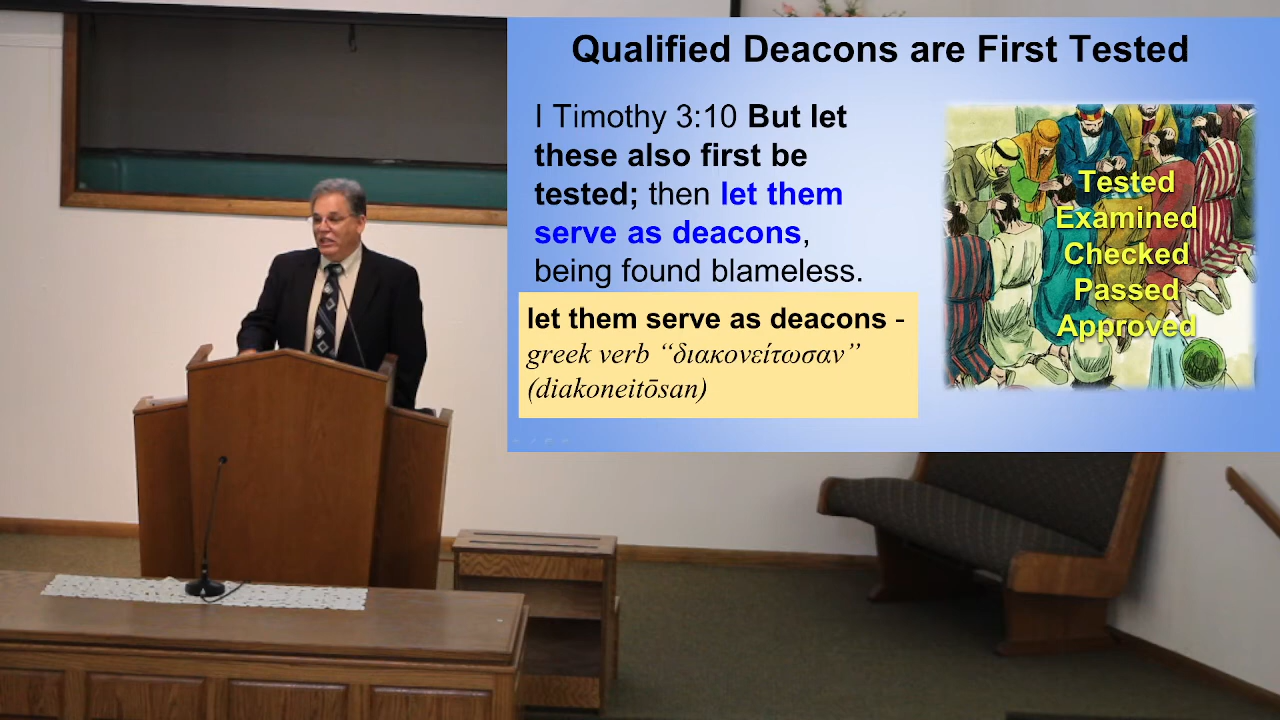 Qualified Deacons are First Tested
I Timothy 3:10 But let
these also first be
tested; then let them
serve as deacons,
being found blameless.
let them serve as deacons -
greek verb “διακονείτωσαν”
(diakoneitōsan)
Tested
Examined
Checked
Passed
Approved